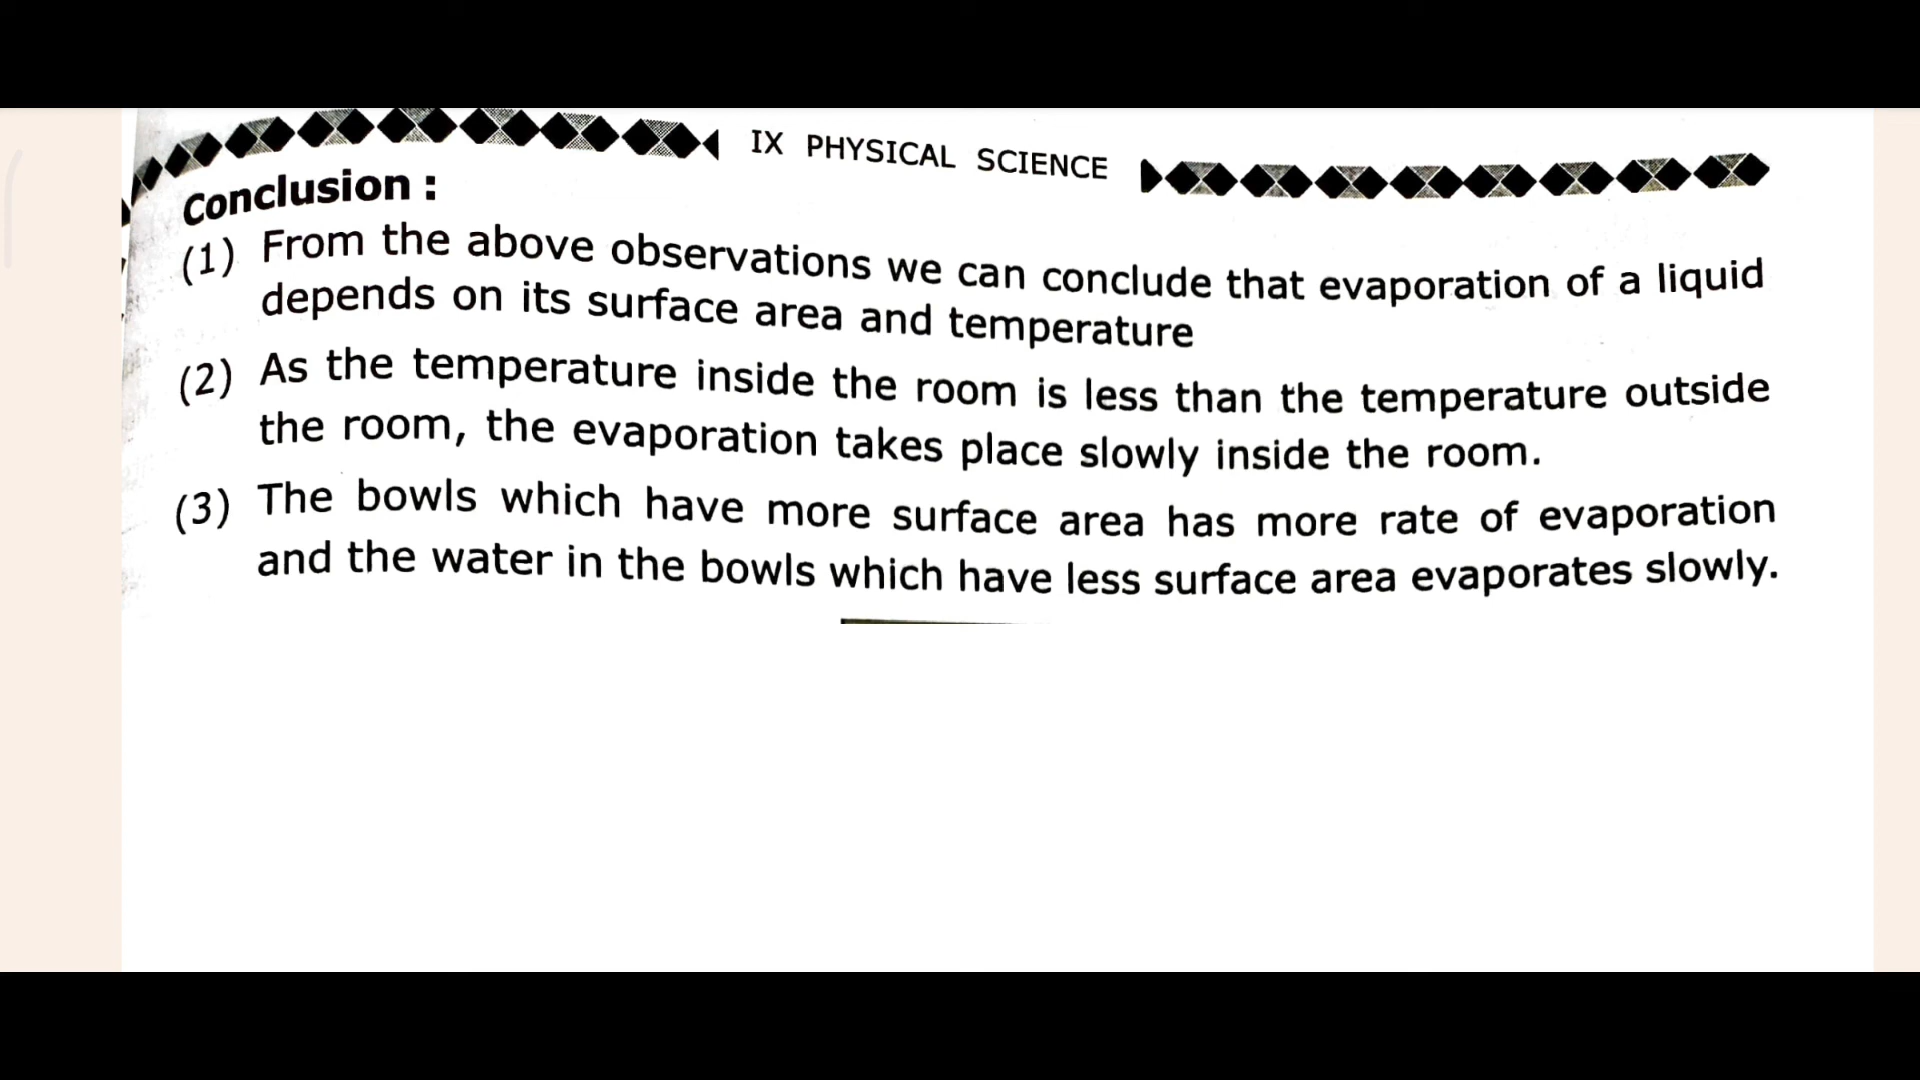 IX PHYSICAL SCIENCE
Conclusion :
(1) From the above observations we can conclude that evaporation of a liquid
depends on its surface area and temperature
(2) As the temperature inside the room is less than the temperature outside
the room, the evaporation takes place slowly inside the room.
(3) The bowls which have more surface area has more rate of evaporation
and the water in the bowls which have less surface area evaporates slowly.